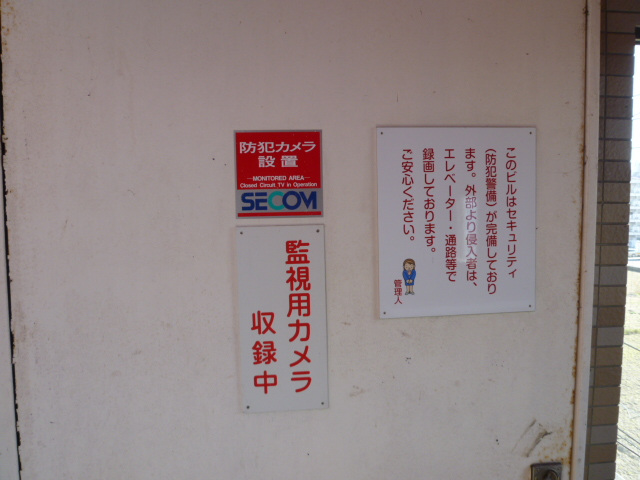 防犯カメラ
設置
—MONITORED AREA—
Closed Circuit TV in Operation
SECOM
監視用カメラ
収録中
このビルはセキュリティ
(防犯警備)が完備しており
ます。外部より侵入者は、
エレベーター・通路等で
録画しております。
ご安心ください。
管理人